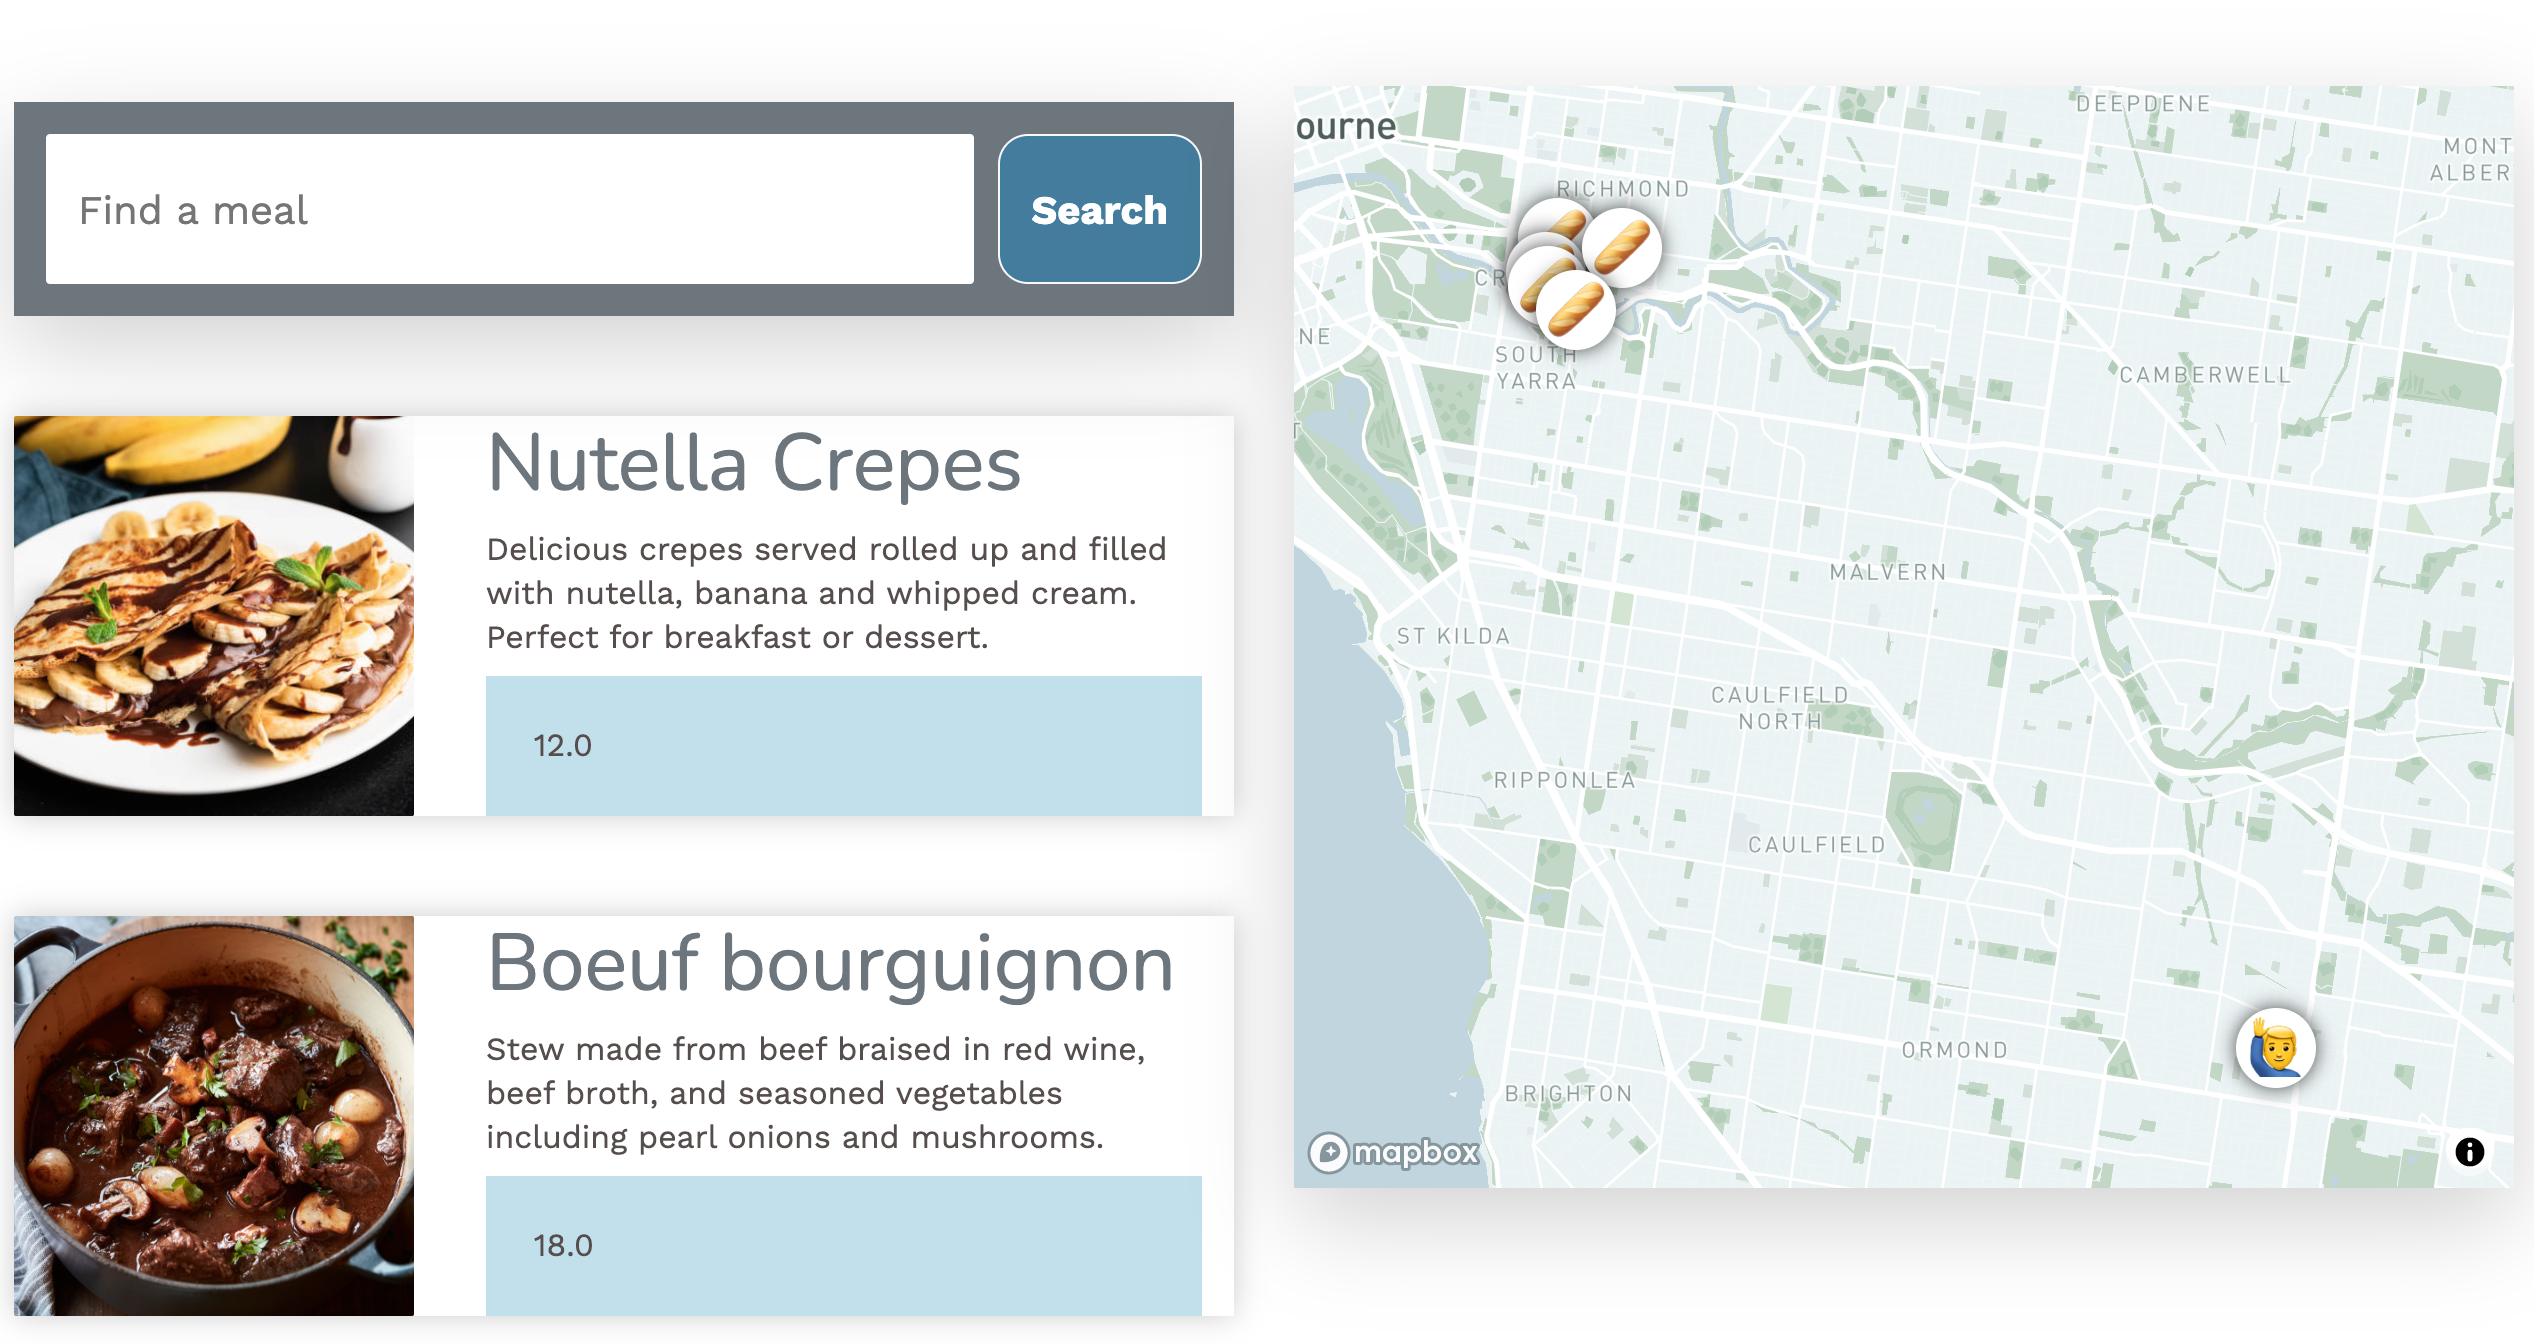 Find a meal
Search
Nutella Crepes
Delicious crepes served rolled up and filled
with nutella, banana and whipped cream.
Perfect for breakfast or dessert.
12.0
Boeuf bourguignon
Stew made from beef braised in red wine,
beef broth, and seasoned vegetables
including pearl onions and mushrooms.
18.0
DEEPDENE
ourne
MONT
ALBER
RICHMOND
CR
NE
SOUTH
YARRA
CAMBERWELL
T
MALVERN
ST KILDA
CAULFIELD
NORTH
RIPPONLEA
CAULFIELD
ORMOND
BRIGHTON
mapbox